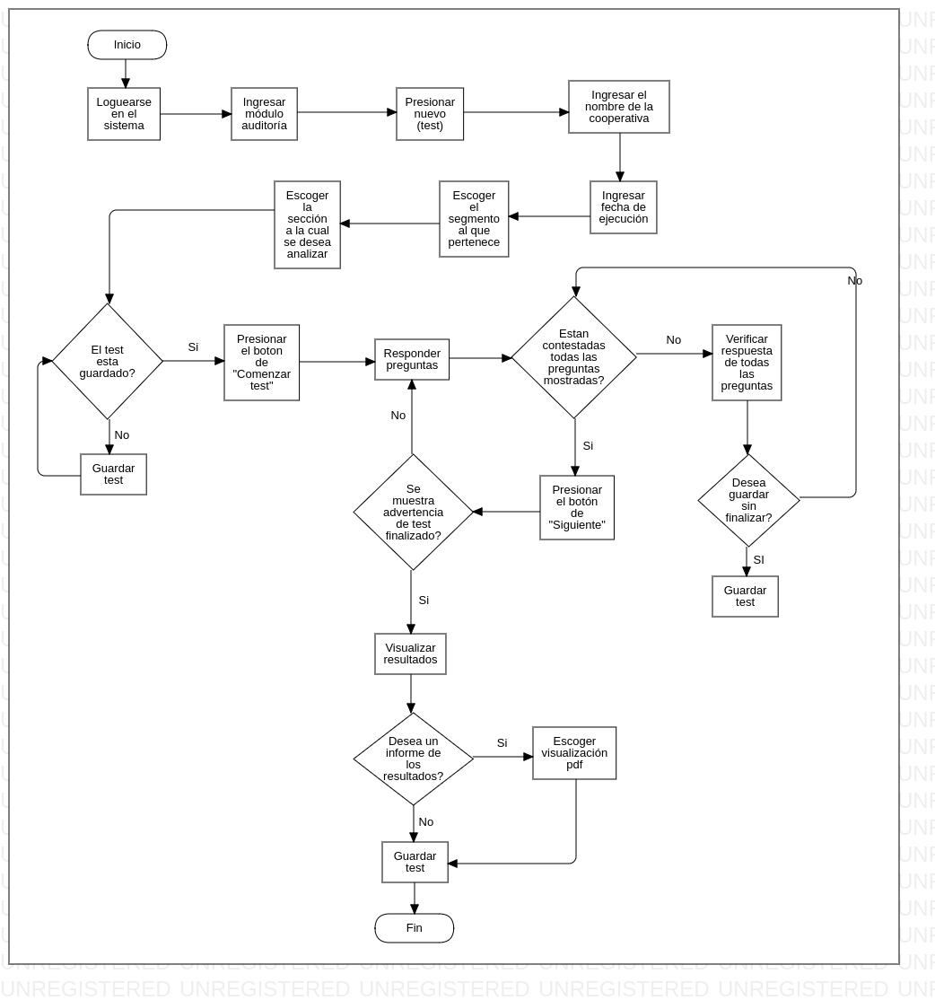 Inicio
Loguearse
en el
sistema
Ingresar
módulo
auditoría
Presionar
nuevo
(test)
Ingresar el
nombre de la
cooperativa
Ingresar
fecha de
ejecución
Escoger
el
segmento
al que
pertenece
Escoger
la
sección
a la cual
se desea
analizar
El test
esta
guardado?
Si
No
Guardar
test
Presionar
el boton
de
"Comenzar
test"
Responder
preguntas
Estan
contestadas
todas las
preguntas
mostradas?
No
Verificar
respuesta
de todas
las
preguntas
No
Desea
guardar
sin
finalizar?
SI
Guardar
test
Si
Presionar
el botón
de
"Siguiente"
Se
muestra
advertencia
de test
finalizado?
No
Si
Visualizar
resultados
Desea un
informe de
los
resultados?
Si
Escoger
visualización
pdf
No
Guardar
test
Fin
UNREGISTERED UNREGISTERED UNREGISTERED UNREGISTERED UNREGISTERED UNR